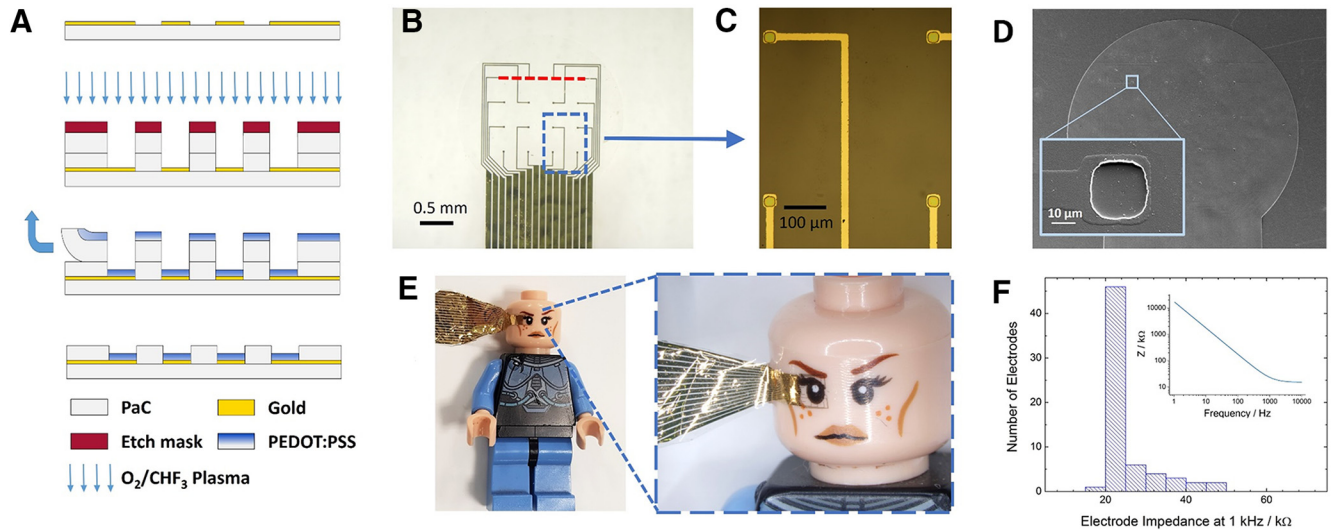 A
PaC
Gold
Etch mask
PEDOT:PSS
O₂/CHF₃ Plasma
B
0.5 mm
C
100 µm
D
10 µm
E
F
Number of Electrodes
40
30
20
10
0
20
40
60
Electrode Impedance at 1 kHz / kΩ
Z / kΩ
10000
1000
100
10
1
10
100
1000
10000
Frequency / Hz